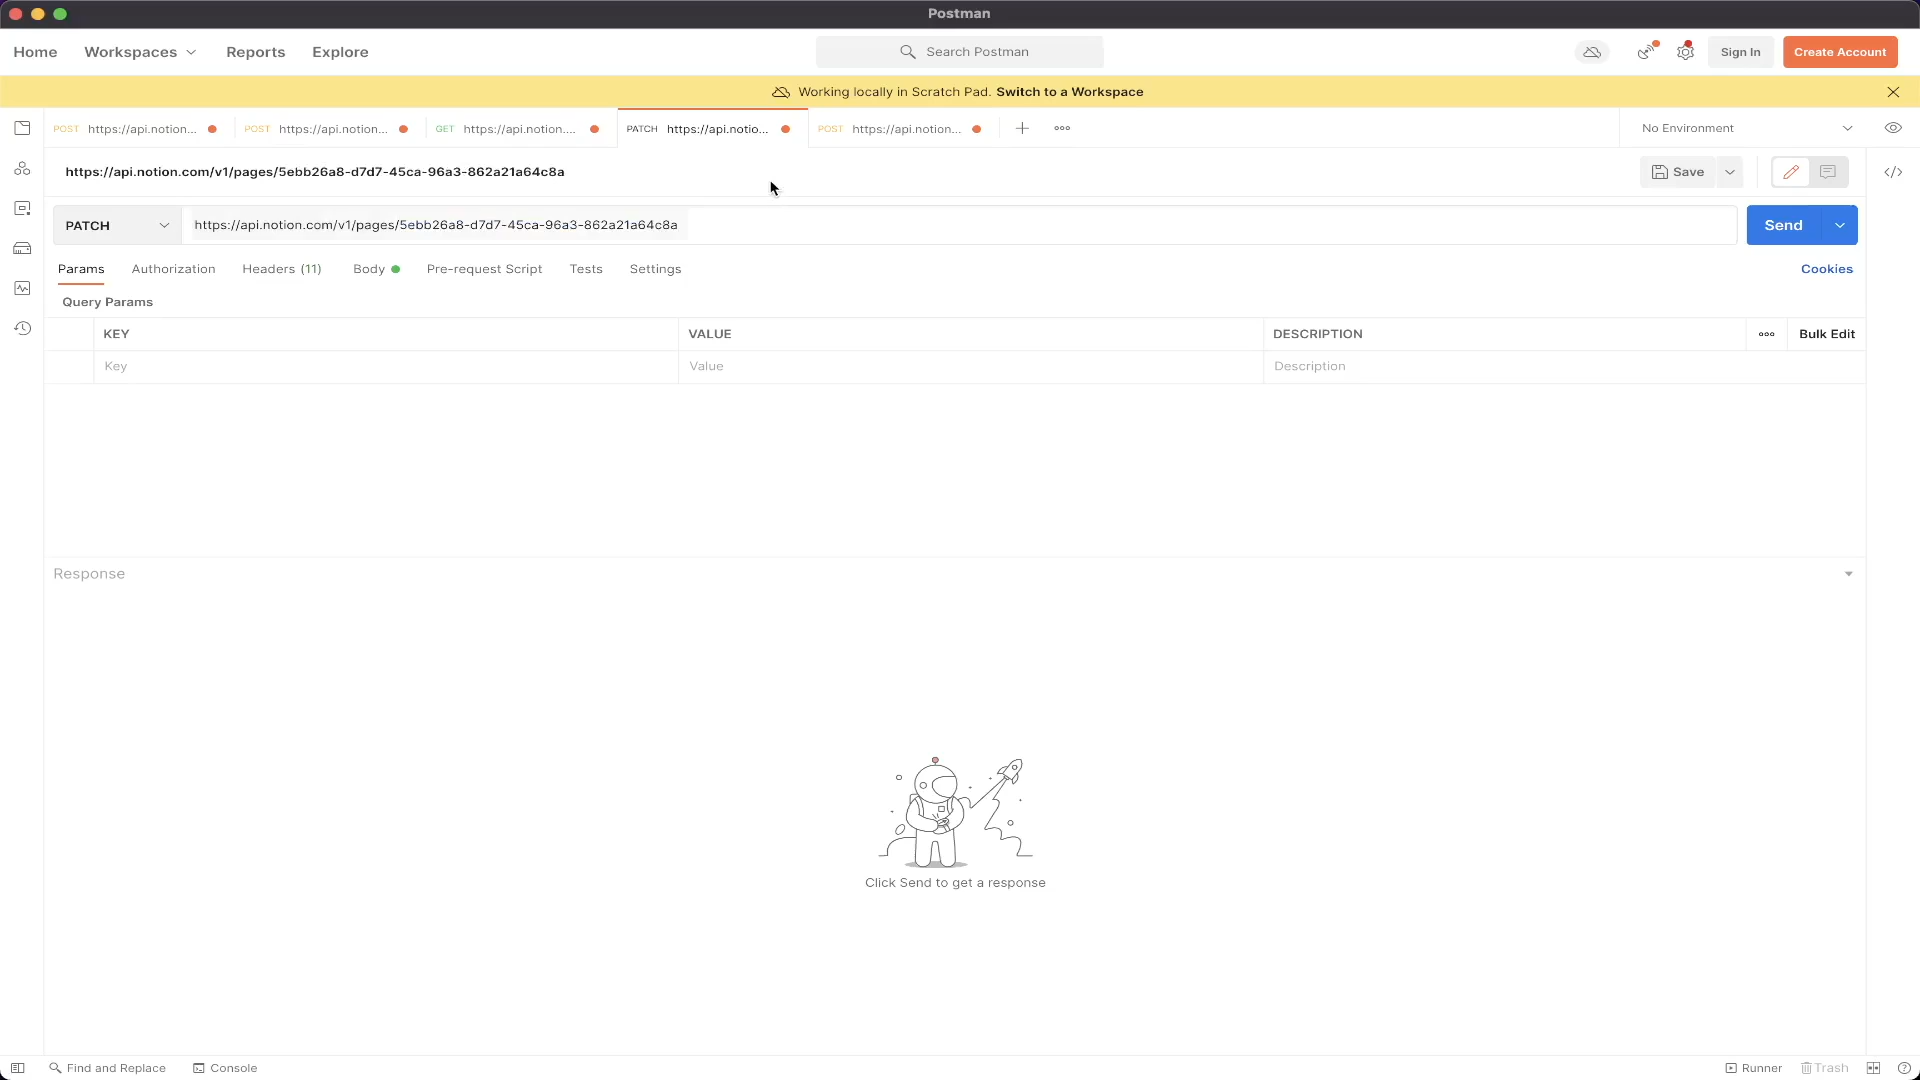 Postman
Home Workspaces Reports Explore Search Postman Sign In Create Account
Working locally in Scratch Pad. Switch to a Workspace
POST https://api.notion... POST https://api.notion... GET https://api.notion.... PATCH https://api.notio... POST https://api.notion... No Environment
https://api.notion.com/v1/pages/5ebb26a8-d7d7-45ca-96a3-862a21a64c8a Save
PATCH https://api.notion.com/v1/pages/5ebb26a8-d7d7-45ca-96a3-862a21a64c8a Send
Params Authorization Headers (11) Body Pre-request Script Tests Settings Cookies
Query Params
KEY VALUE DESCRIPTION Bulk Edit
Key Value Description
Response
Click Send to get a response
Find and Replace Console Runner Trash